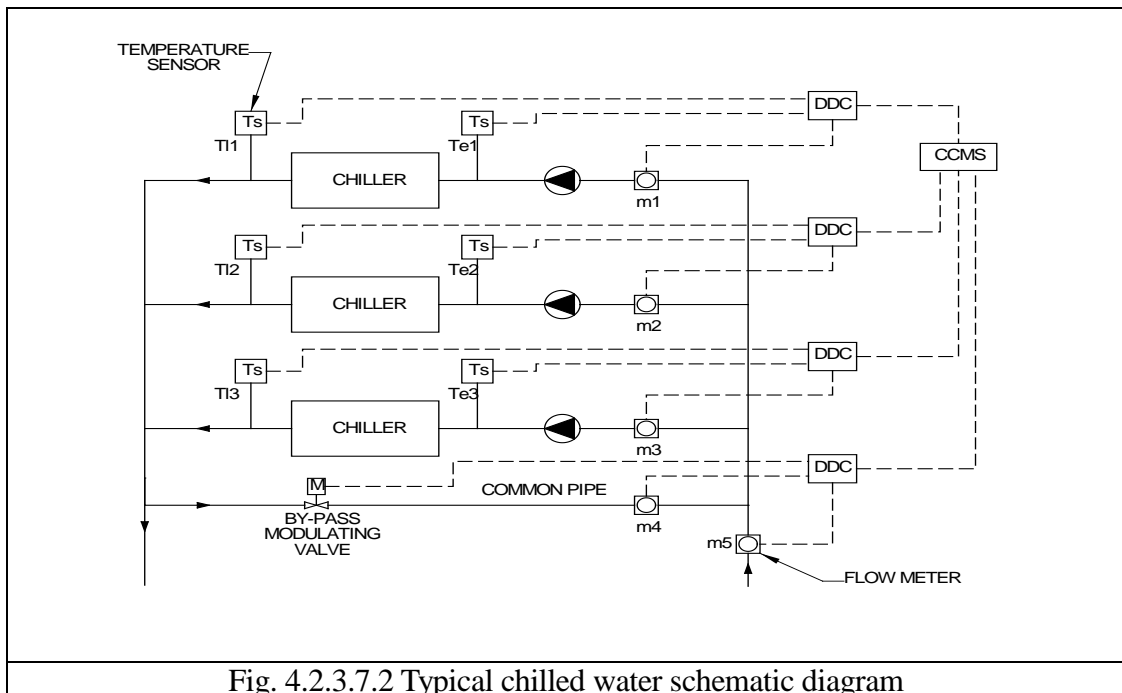 TEMPERATURE
SENSOR
Ts
Tl1
Ts
Te1
DDC
CCMS
CHILLER
m1
Ts
Tl2
Ts
Te2
DDC
CHILLER
m2
Ts
Tl3
Ts
Te3
DDC
CHILLER
m3
M
COMMON PIPE
DDC
BY-PASS
MODULATING
VALVE
m4
m5
FLOW METER
Fig. 4.2.3.7.2 Typical chilled water schematic diagram